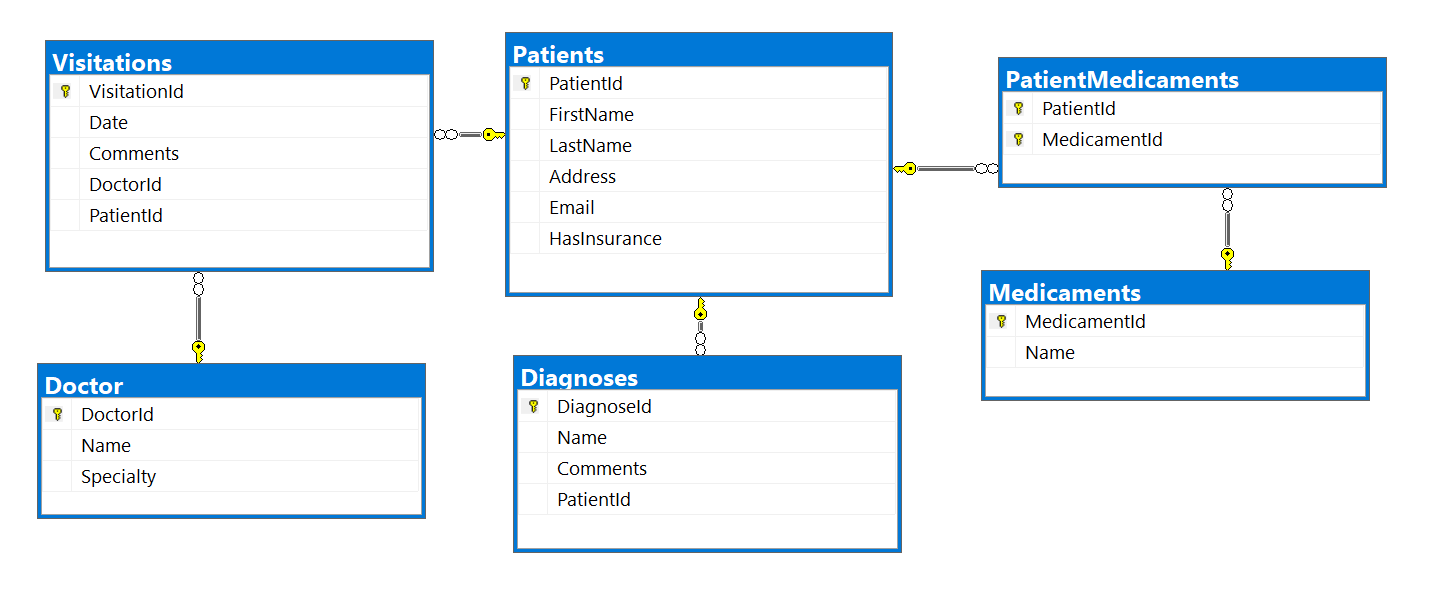 Visitations
VisitationId
Date
Comments
DoctorId
PatientId
Patients
PatientId
FirstName
LastName
Address
Email
HasInsurance
PatientMedicaments
PatientId
MedicamentId
Doctor
DoctorId
Name
Specialty
Diagnoses
DiagnoseId
Name
Comments
PatientId
Medicaments
MedicamentId
Name